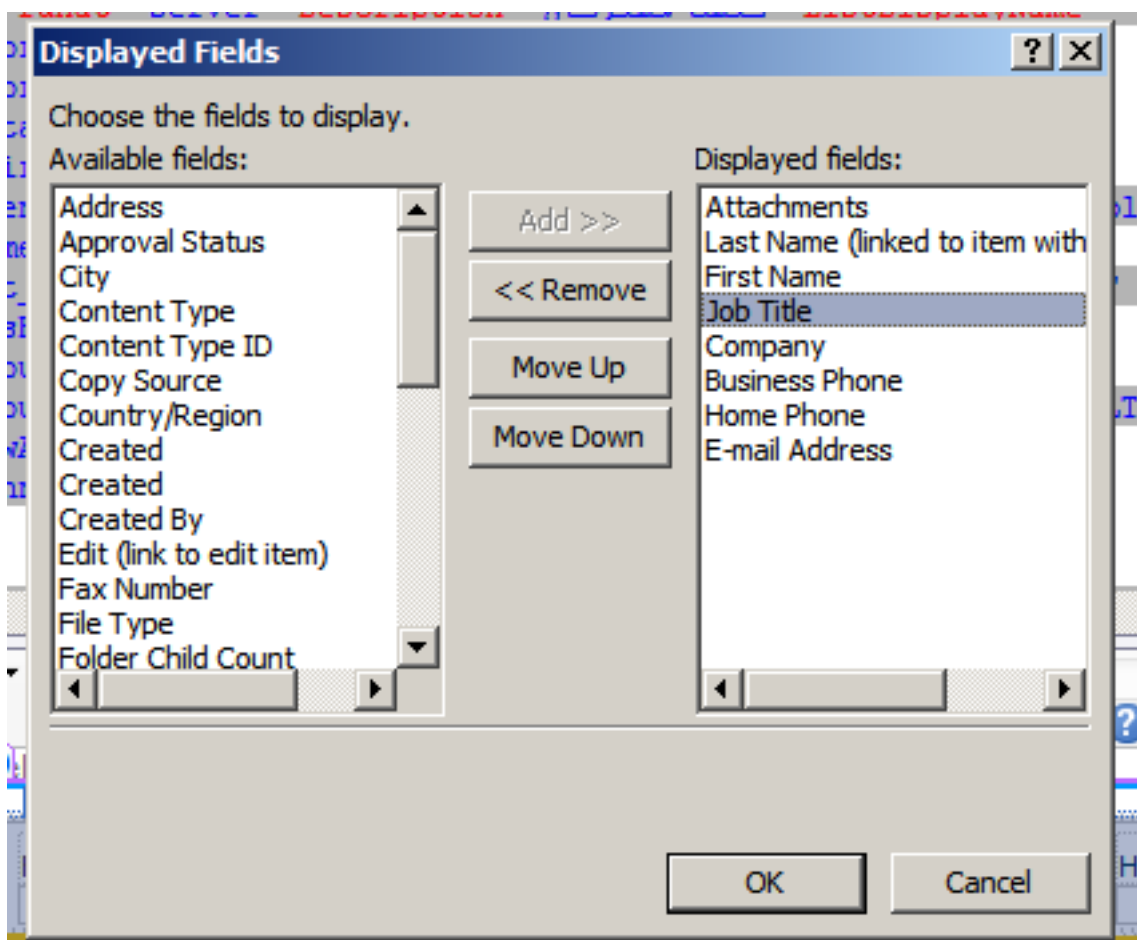 Displayed Fields
Choose the fields to display.
Available fields:
Address
Approval Status
City
Content Type
Content Type ID
Copy Source
Country/Region
Created
Created
Created By
Edit (link to edit item)
Fax Number
File Type
Folder Child Count
Add >>
<< Remove
Move Up
Move Down
Displayed fields:
Attachments
Last Name (linked to item with
First Name
Job Title
Company
Business Phone
Home Phone
E-mail Address
OK
Cancel